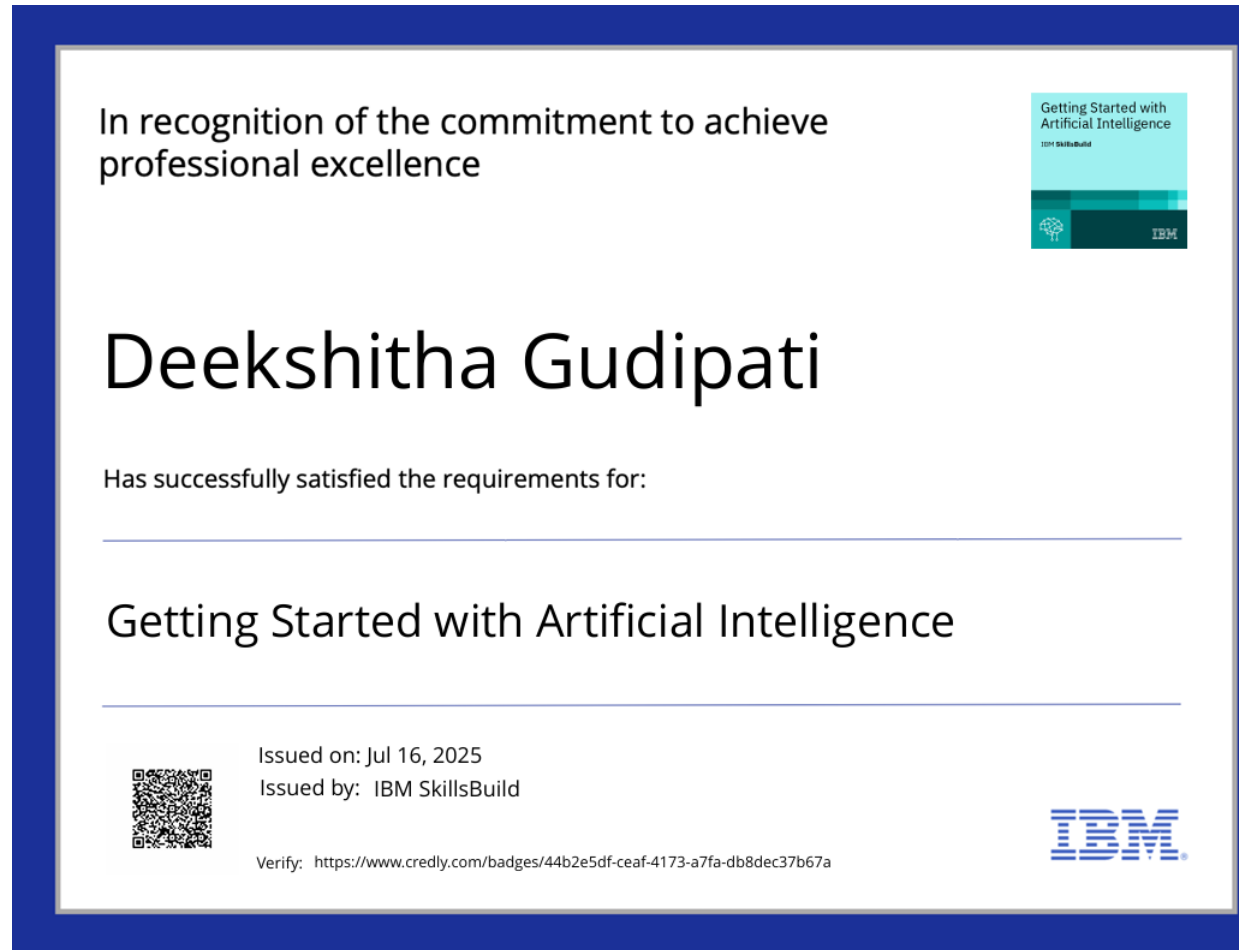 In recognition of the commitment to achieve
professional excellence
Getting Started with
Artificial Intelligence
IBM SkillsBuild
IBM
Deekshitha Gudipati
Has successfully satisfied the requirements for:
Getting Started with Artificial Intelligence
Issued on: Jul 16, 2025
Issued by: IBM SkillsBuild
Verify: https://www.credly.com/badges/44b2e5df-ceaf-4173-a7fa-db8dec37b67a
IBM®